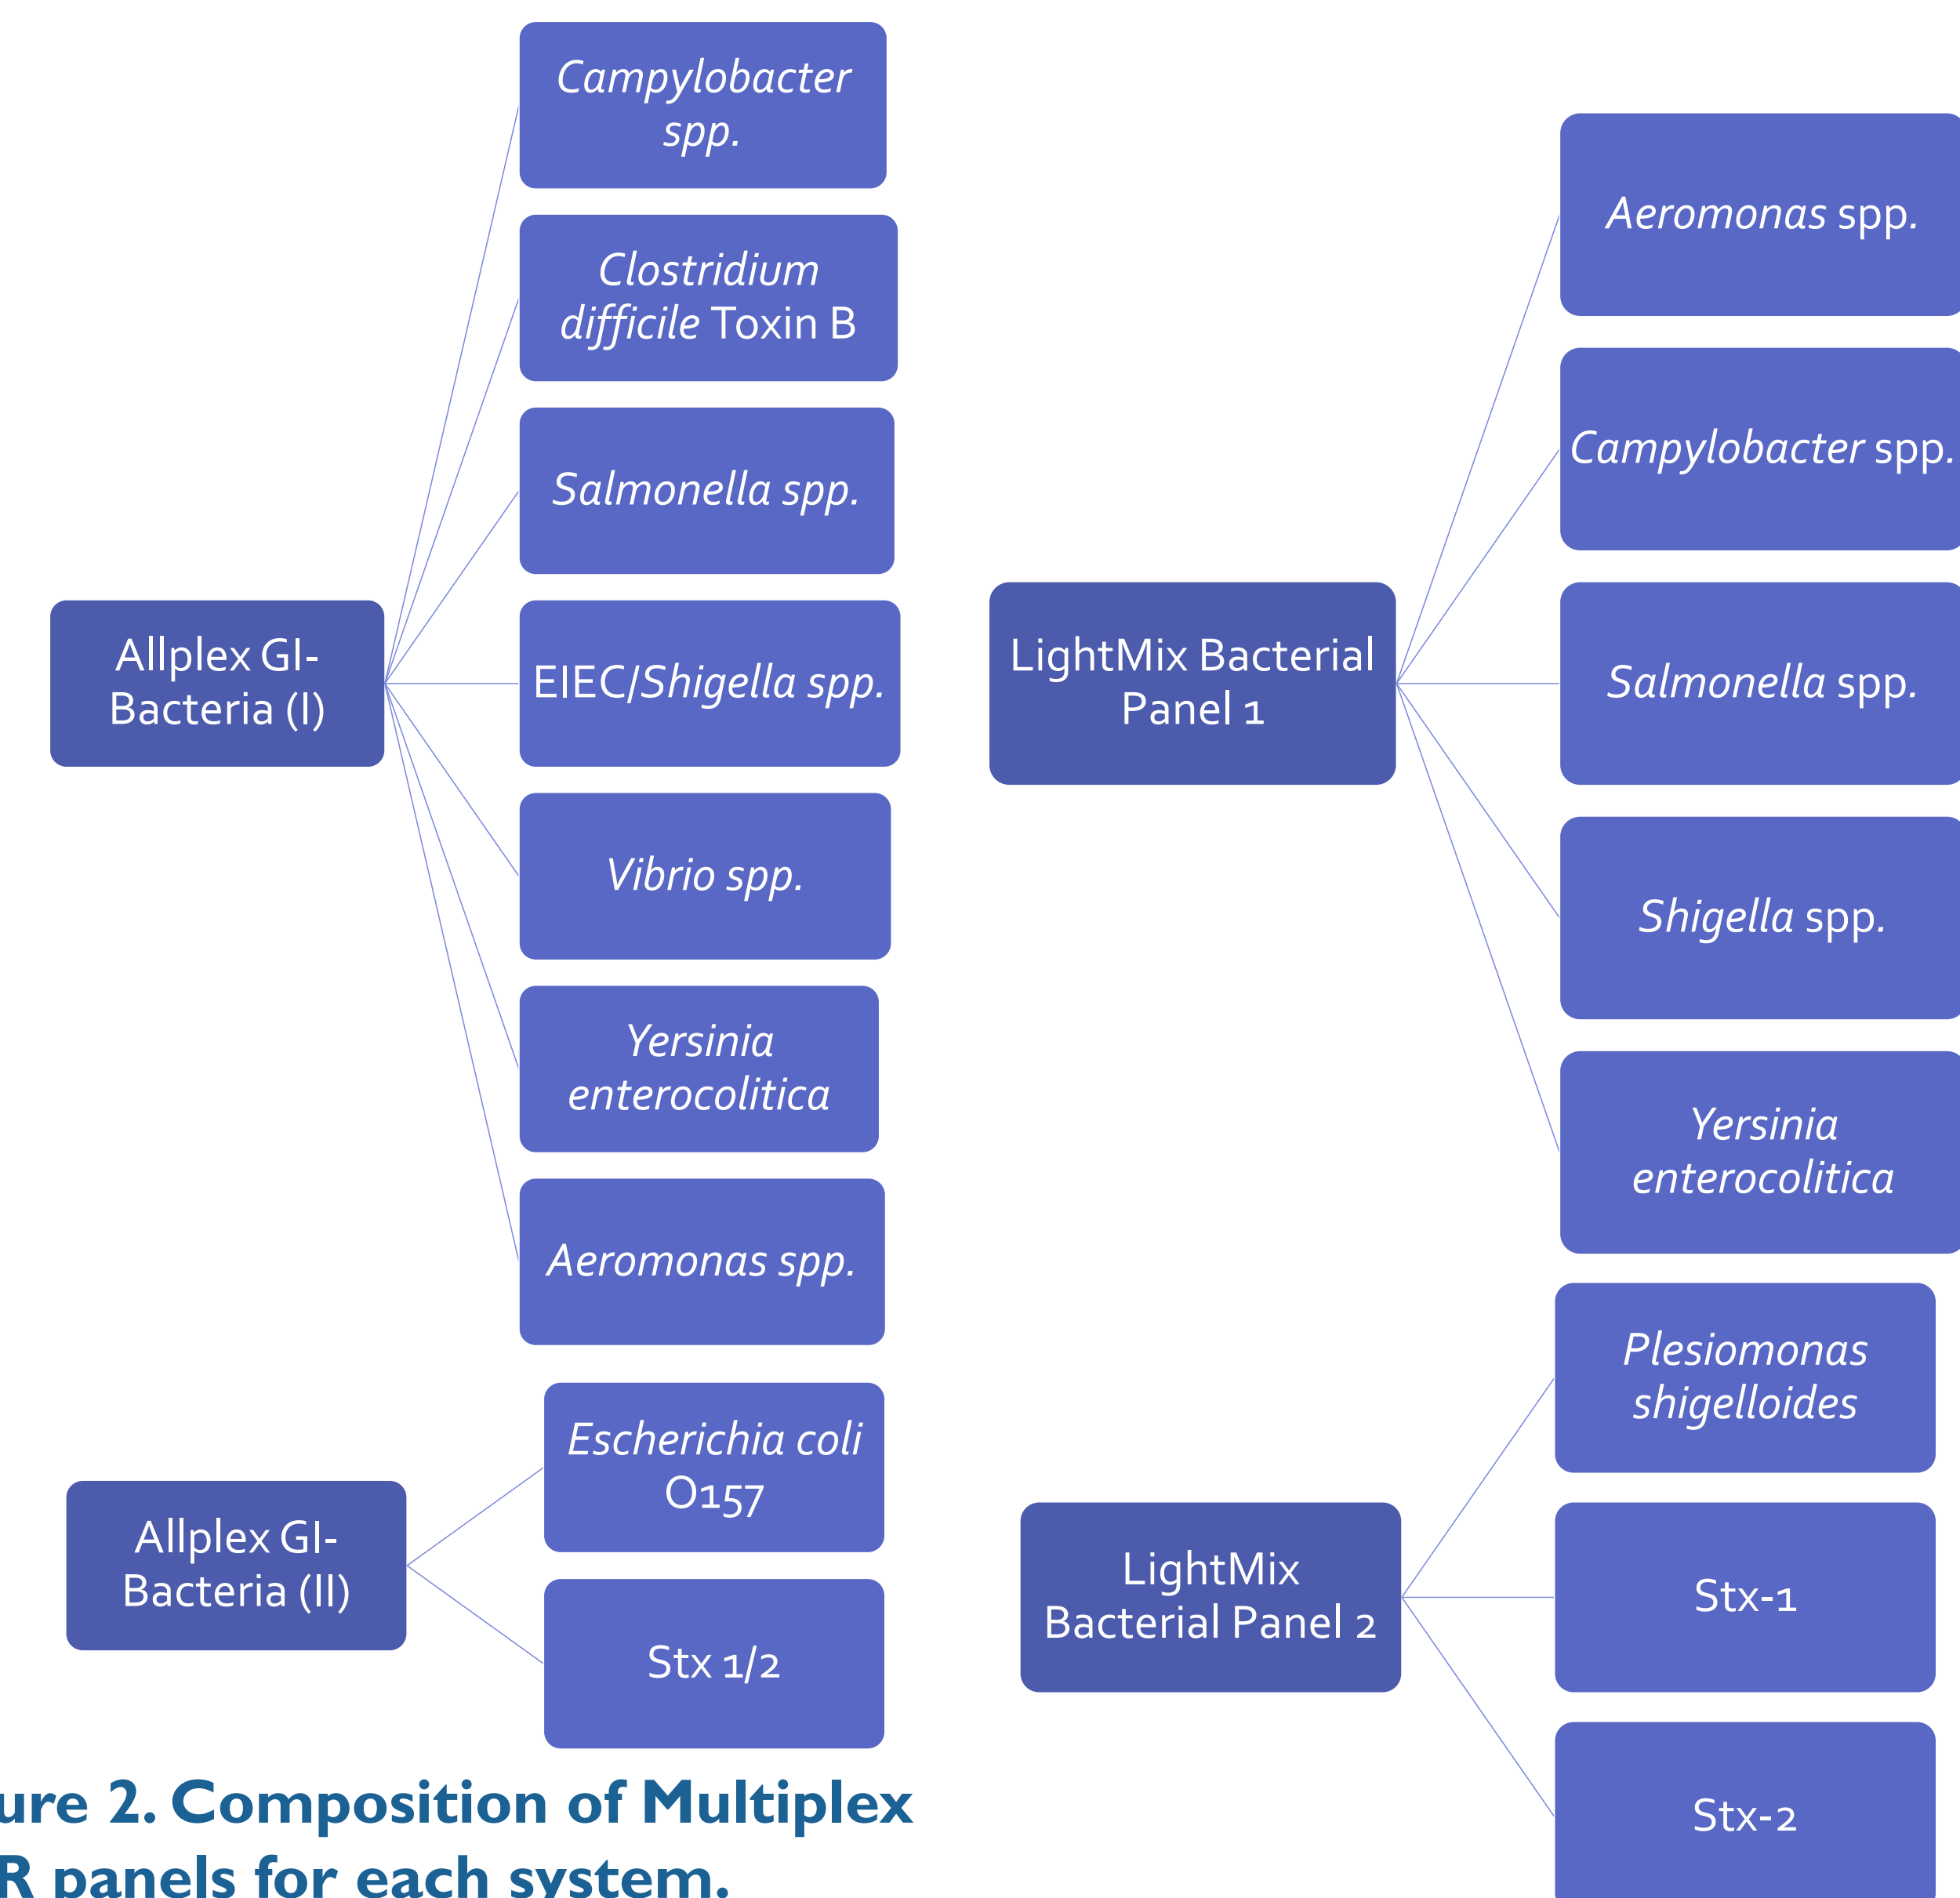 Campylobacter
spp.
Clostridium
difficile Toxin B
Salmonella spp.
Allplex GI-
Bacteria (I)
EIEC/Shigella spp.
Vibrio spp.
Yersinia
enterocolitica
Aeromonas spp.
Escherichia coli
O157
Allplex GI-
Bacteria (II)
Stx 1/2
Aeromonas spp.
Campylobacter spp.
LightMix Bacterial
Panel 1
Salmonella spp.
Shigella spp.
Yersinia
enterocolitica
Plesiomonas
shigelloides
LightMix
Bacterial Panel 2
Stx-1
Stx-2
ure 2. Composition of Multiplex
R panels for each system.